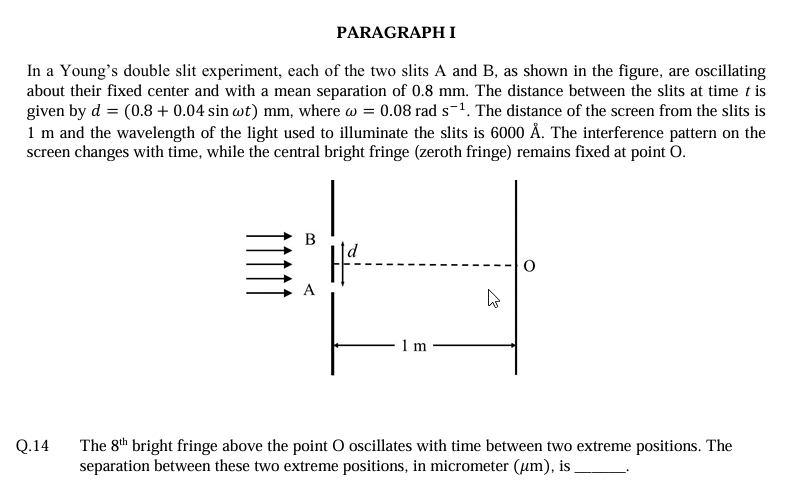 PARAGRAPH I
In a Young's double slit experiment, each of the two slits A and B, as shown in the figure, are oscillating
about their fixed center and with a mean separation of 0.8 mm. The distance between the slits at time t is
given by d = (0.8 + 0.04 sin ωt) mm, where ω = 0.08 rad s⁻¹. The distance of the screen from the slits is
1 m and the wavelength of the light used to illuminate the slits is 6000 Å. The interference pattern on the
screen changes with time, while the central bright fringe (zeroth fringe) remains fixed at point O.
B
d
O
A
1 m
Q.14 The 8ᵗʰ bright fringe above the point O oscillates with time between two extreme positions. The
separation between these two extreme positions, in micrometer (μm), is ______.